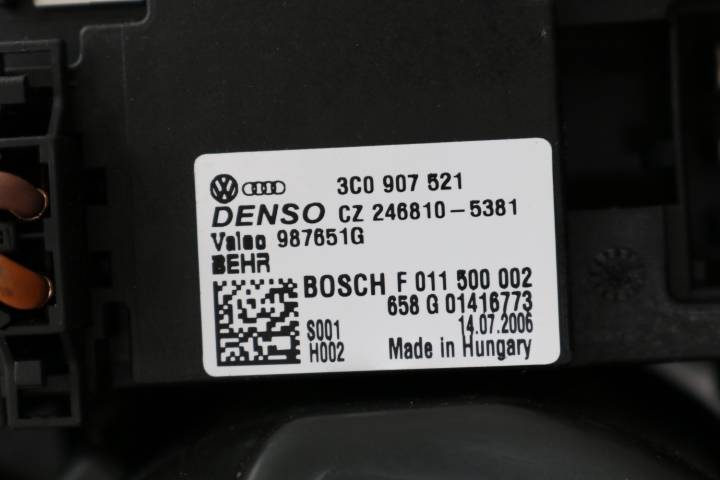 3C0 907 521
DENSO CZ 246810-5381
Valeo 987651G
BEHR
BOSCH F 011 500 002
658 G 01416773
S001 14.07.2006
H002 Made in Hungary